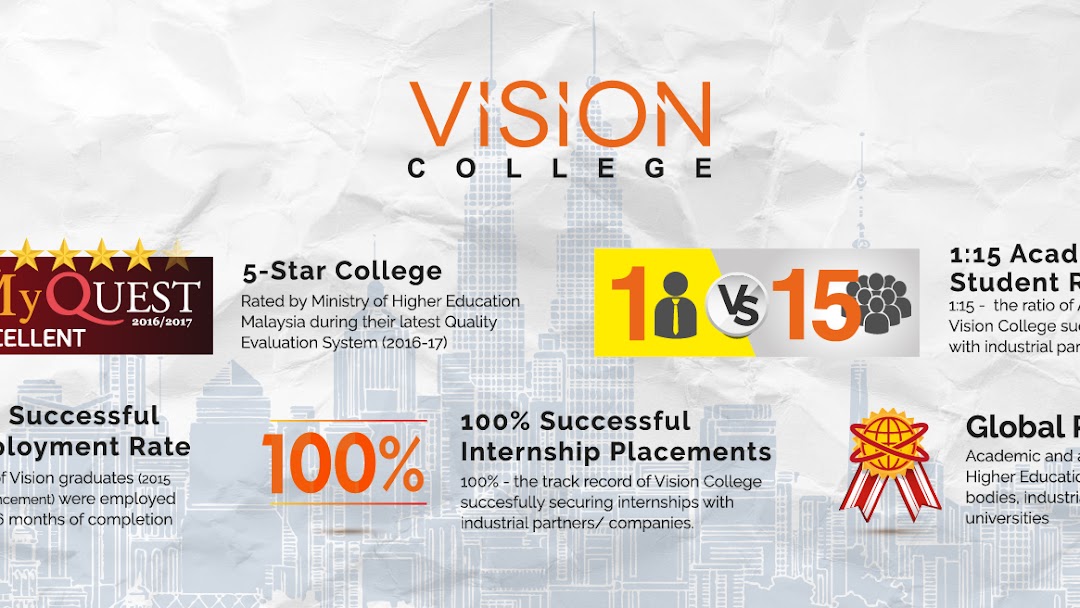 VISION
COLLEGE
MyQUEST
2016/2017
CELLENT
5-Star College
Rated by Ministry of Higher Education
Malaysia during their latest Quality
Evaluation System (2016-17)
1 VS 15
1:15 Acad
Student R
1:15 - the ratio of
Vision College su
with industrial par
Successful
ployment Rate
of Vision graduates (2015
ncement) were employed
6 months of completion
100%
100% Successful
Internship Placements
100% - the track record of Vision College
succesfully securing internships with
industrial partners/ companies.
Global
Academic and a
Higher Educatio
bodies, industria
universities